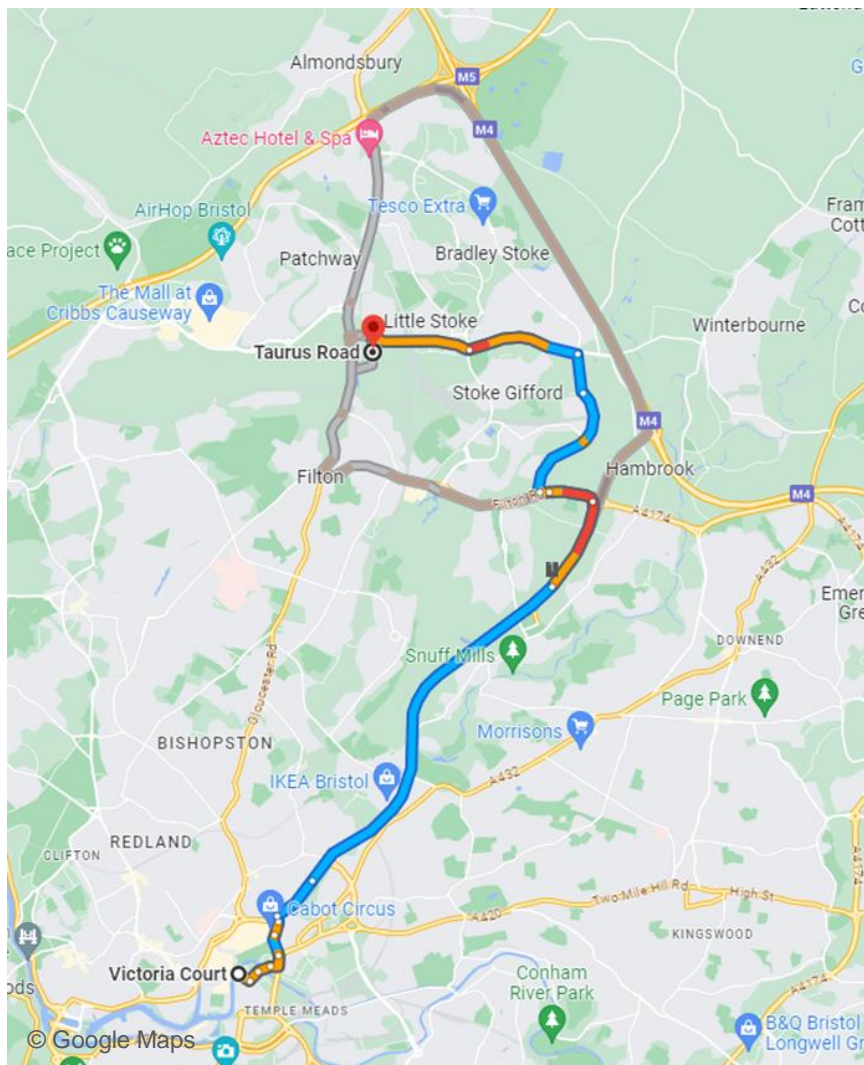 Almondsbury
M5
M4
Aztec Hotel & Spa
AirHop Bristol
Tesco Extra
Fram
Cott
ace Project
Patchway
Bradley Stoke
The Mall at
Cribbs Causeway
Little Stoke
Winterbourne
Taurus Road
Stoke Gifford
M4
Filton
Hambrook
M4
A4174
A4174
A432
Emer
Gre
DOWNEND
Snuff Mills
Gloucester Rd
Page Park
Morrisons
BISHOPSTON
IKEA Bristol
A432
REDLAND
CLIFTON
Two Mile Hill Rd
High St
A4174
Cabot Circus
A420
KINGSWOOD
Victoria Court
ods
Conham
River Park
A4174
TEMPLE MEADS
B&Q Bristol
Longwell Gr
© Google Maps